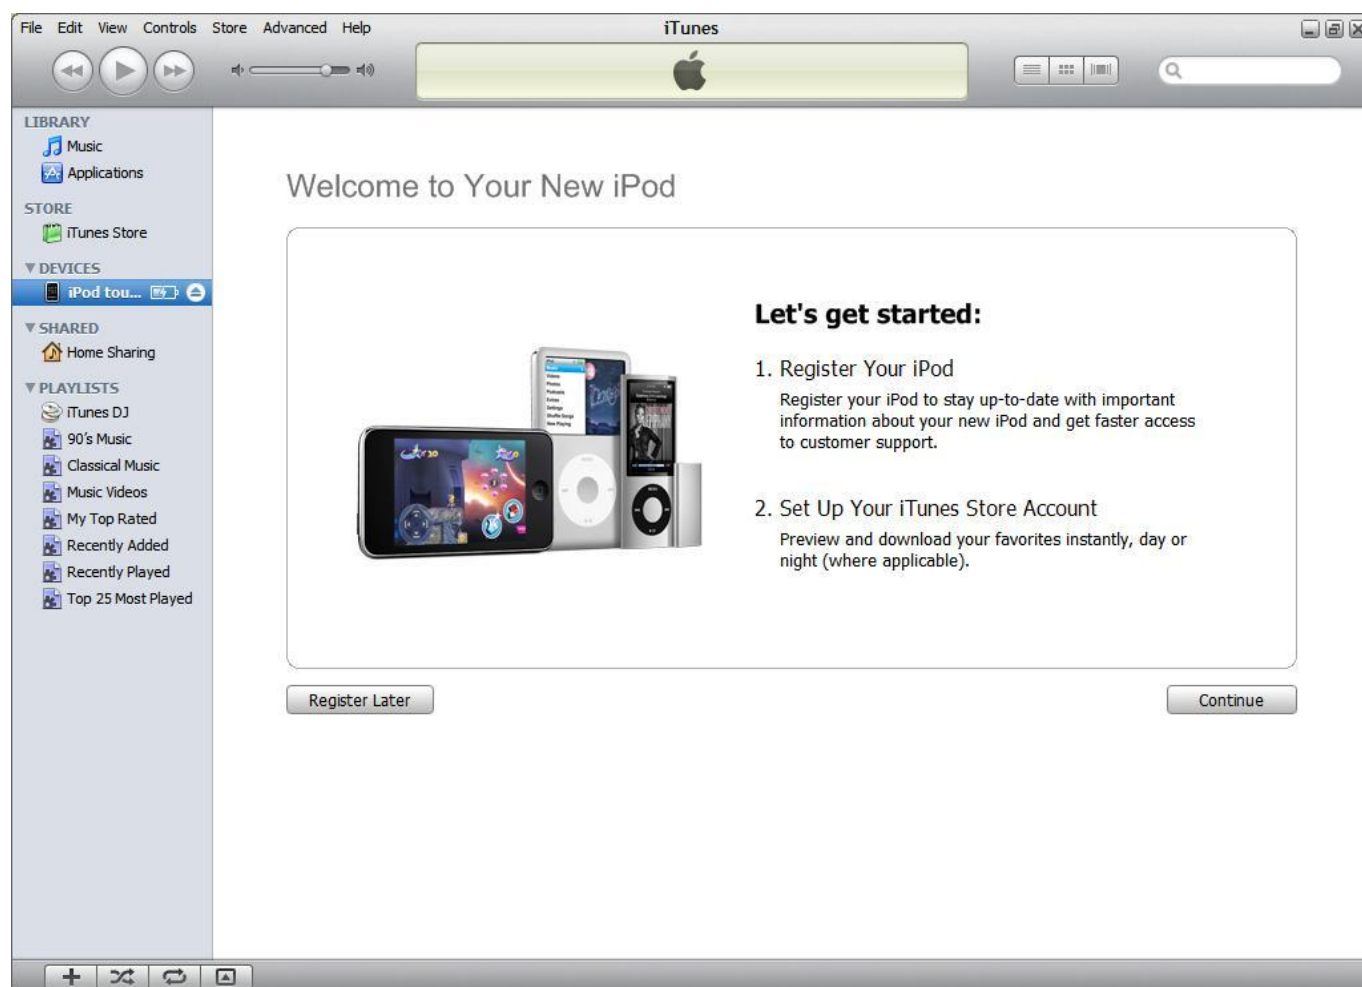 File Edit View Controls Store Advanced Help
iTunes
LIBRARY
Music
Applications
STORE
iTunes Store
DEVICES
iPod tou...
SHARED
Home Sharing
PLAYLISTS
iTunes DJ
90's Music
Classical Music
Music Videos
My Top Rated
Recently Added
Recently Played
Top 25 Most Played
Welcome to Your New iPod
Let's get started:
1. Register Your iPod
Register your iPod to stay up-to-date with important
information about your new iPod and get faster access
to customer support.
2. Set Up Your iTunes Store Account
Preview and download your favorites instantly, day or
night (where applicable).
Register Later
Continue